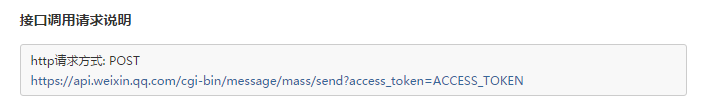 接口调用请求说明
http请求方式: POST
https://api.weixin.qq.com/cgi-bin/message/mass/send?access_token=ACCESS_TOKEN